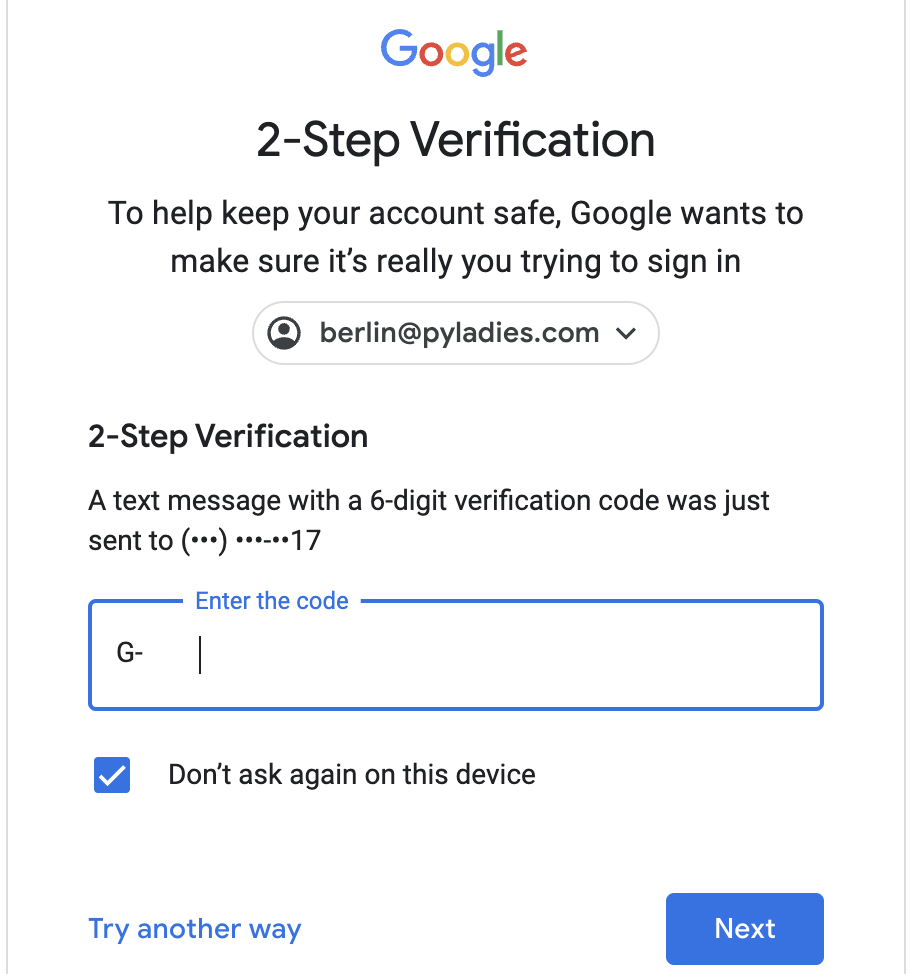 Google
2-Step Verification
To help keep your account safe, Google wants to
make sure it’s really you trying to sign in
berlin@pyladies.com
2-Step Verification
A text message with a 6-digit verification code was just
sent to (•••) •••-••17
Enter the code
G-
Don’t ask again on this device
Try another way
Next